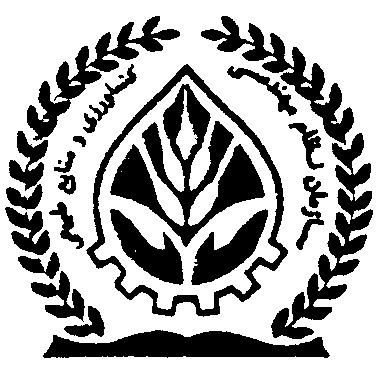 سازمان نظام مهندسی
کشاورزی و منابع طبیعی